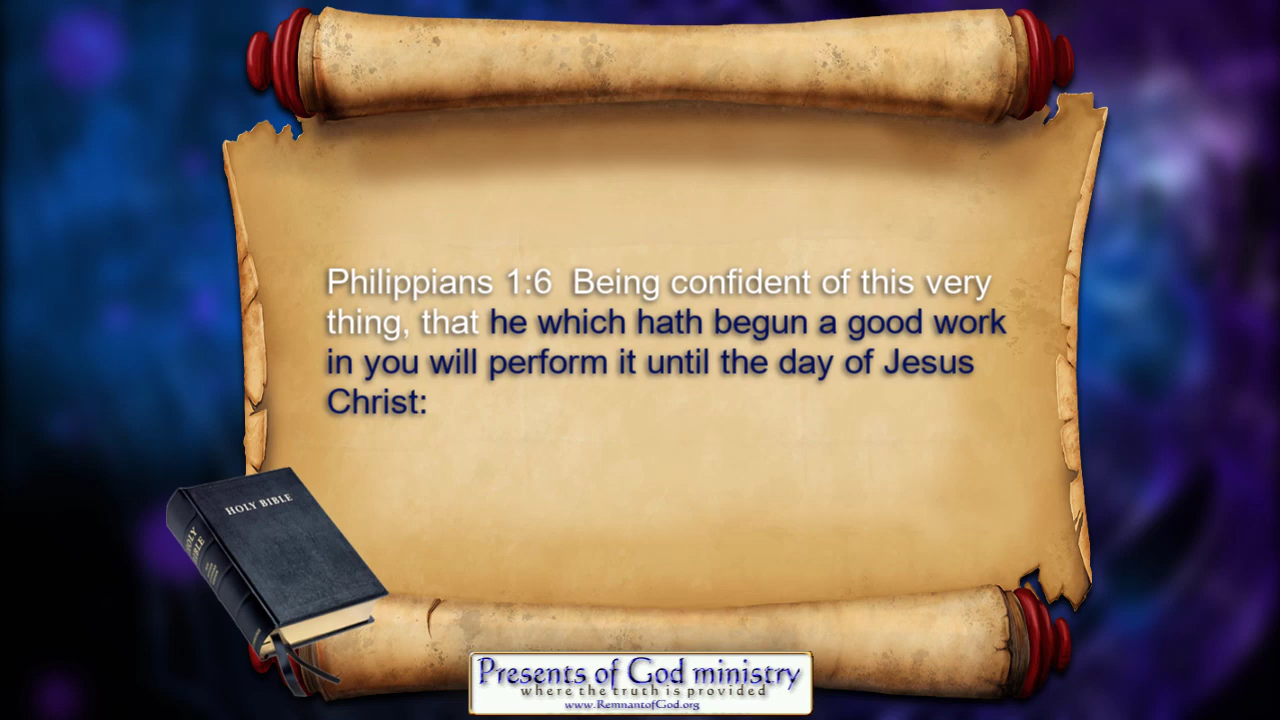 Philippians 1:6  Being confident of this very
thing, that he which hath begun a good work
in you will perform it until the day of Jesus
Christ:
HOLY BIBLE
HOLY BIBLE
Presents of God ministry
where the truth is provided
www.RemnantofGod.org